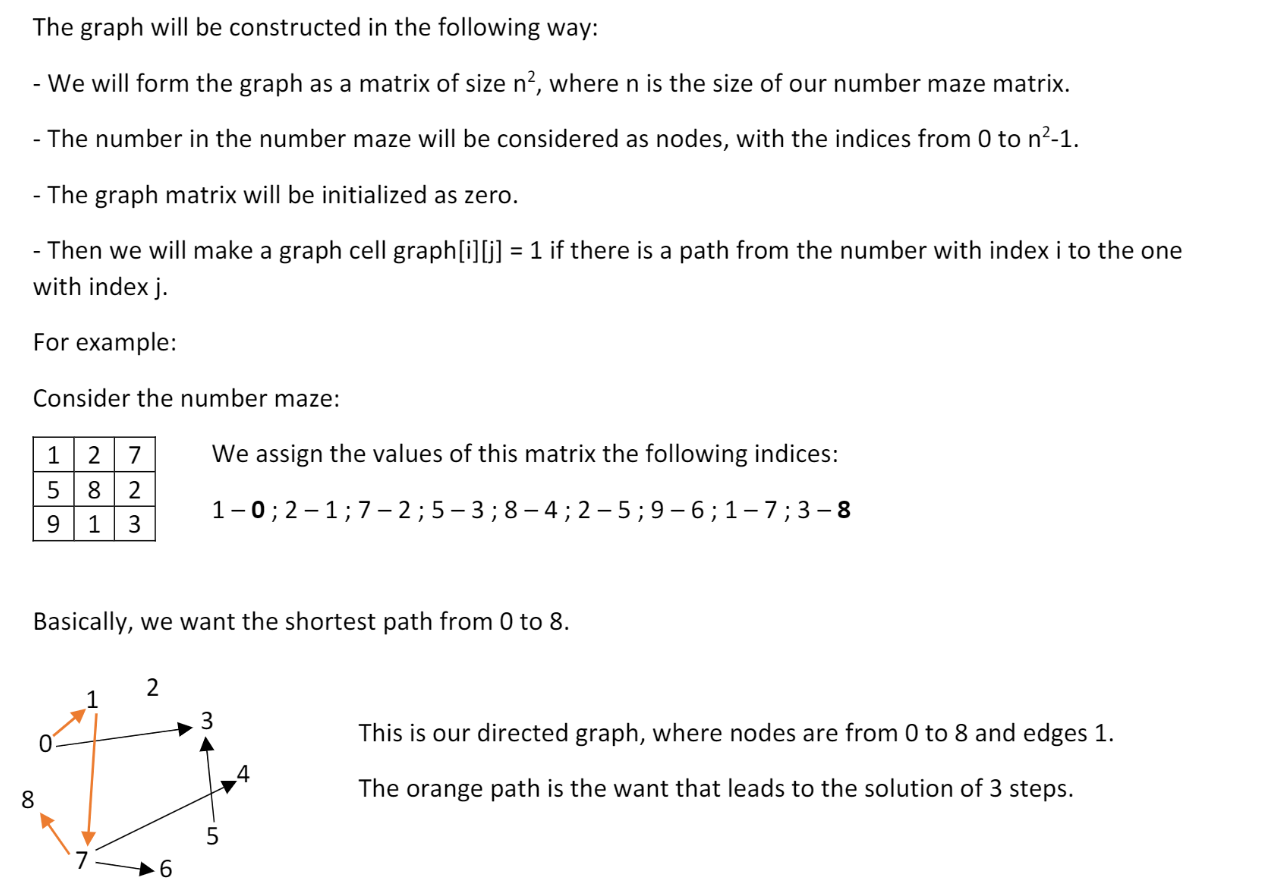 The graph will be constructed in the following way:
- We will form the graph as a matrix of size n², where n is the size of our number maze matrix.
- The number in the number maze will be considered as nodes, with the indices from 0 to n²-1.
- The graph matrix will be initialized as zero.
- Then we will make a graph cell graph[i][j] = 1 if there is a path from the number with index i to the one
with index j.
For example:
Consider the number maze:
1 2 7
5 8 2
9 1 3
We assign the values of this matrix the following indices:
1 – 0 ; 2 – 1 ; 7 – 2 ; 5 – 3 ; 8 – 4 ; 2 – 5 ; 9 – 6 ; 1 – 7 ; 3 – 8
Basically, we want the shortest path from 0 to 8.
2
1
3
0
4
8
5
7
6
This is our directed graph, where nodes are from 0 to 8 and edges 1.
The orange path is the want that leads to the solution of 3 steps.